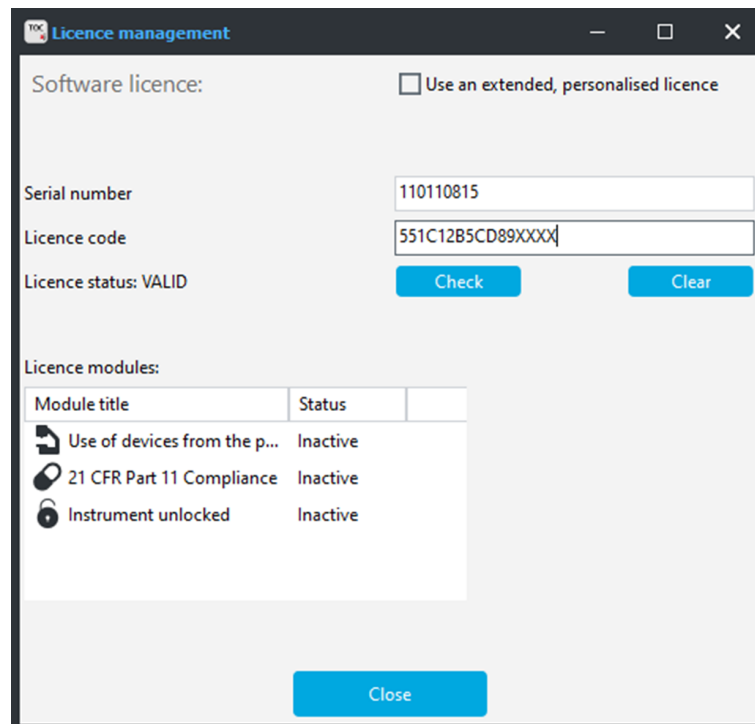 TOC
Licence management
Software licence:
Use an extended, personalised licence
Serial number
110110815
Licence code
551C12B5CD89XXXX
Licence status: VALID
Check
Clear
Licence modules:
Module title Status
Use of devices from the p... Inactive
21 CFR Part 11 Compliance Inactive
Instrument unlocked Inactive
Close